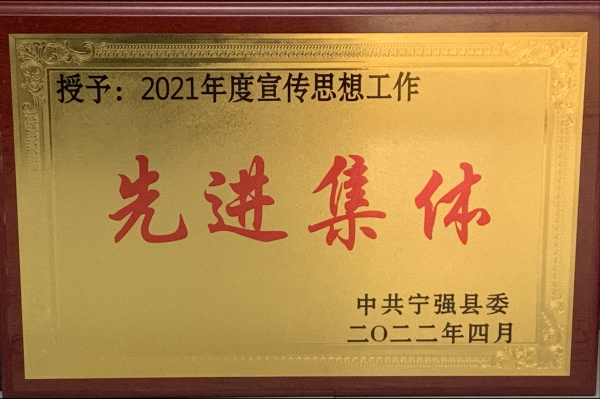 授予：2021年度宣传思想工作
先进集体
中共宁强县委
二〇二二年四月